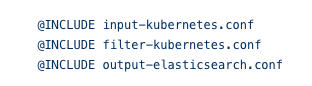 @INCLUDE input-kubernetes.conf
@INCLUDE filter-kubernetes.conf
@INCLUDE output-elasticsearch.conf